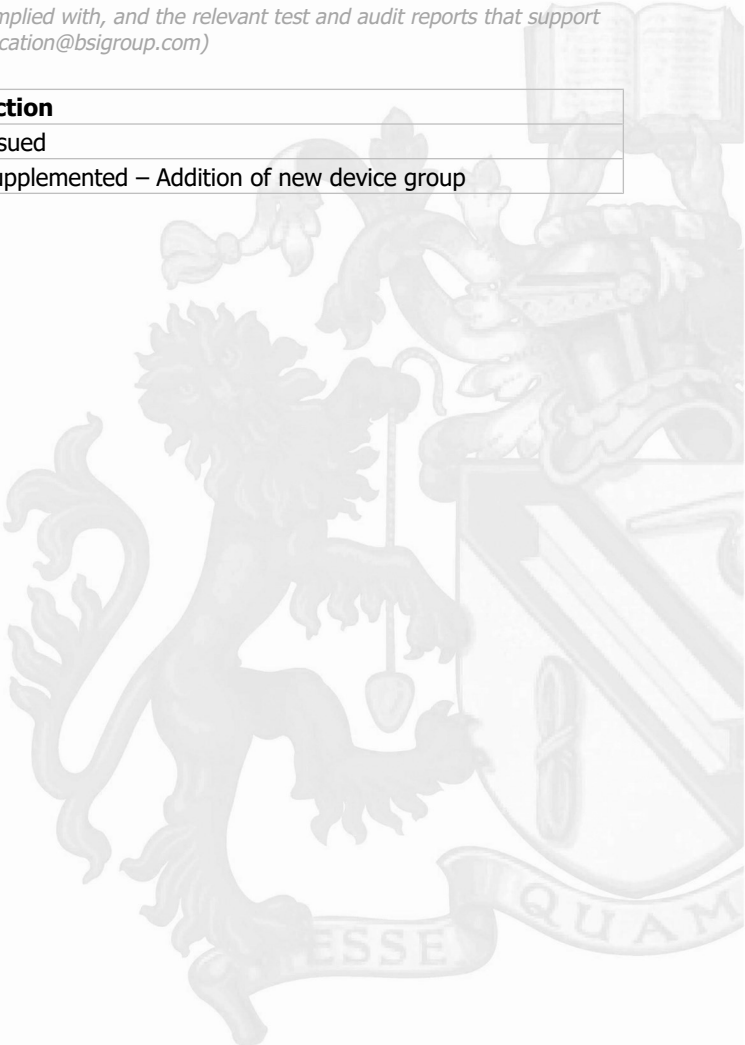 mplied with, and the relevant test and audit reports that support
cation@bsigroup.com)
ction
sued
upplemented – Addition of new device group
ESSE QUAM